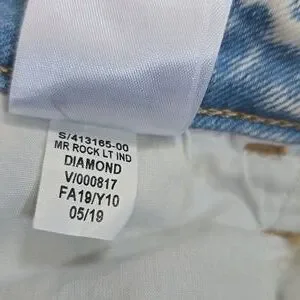 S/413165-00
MR ROCK LT IND
DIAMOND
V/000817
FA19/Y10
05/19